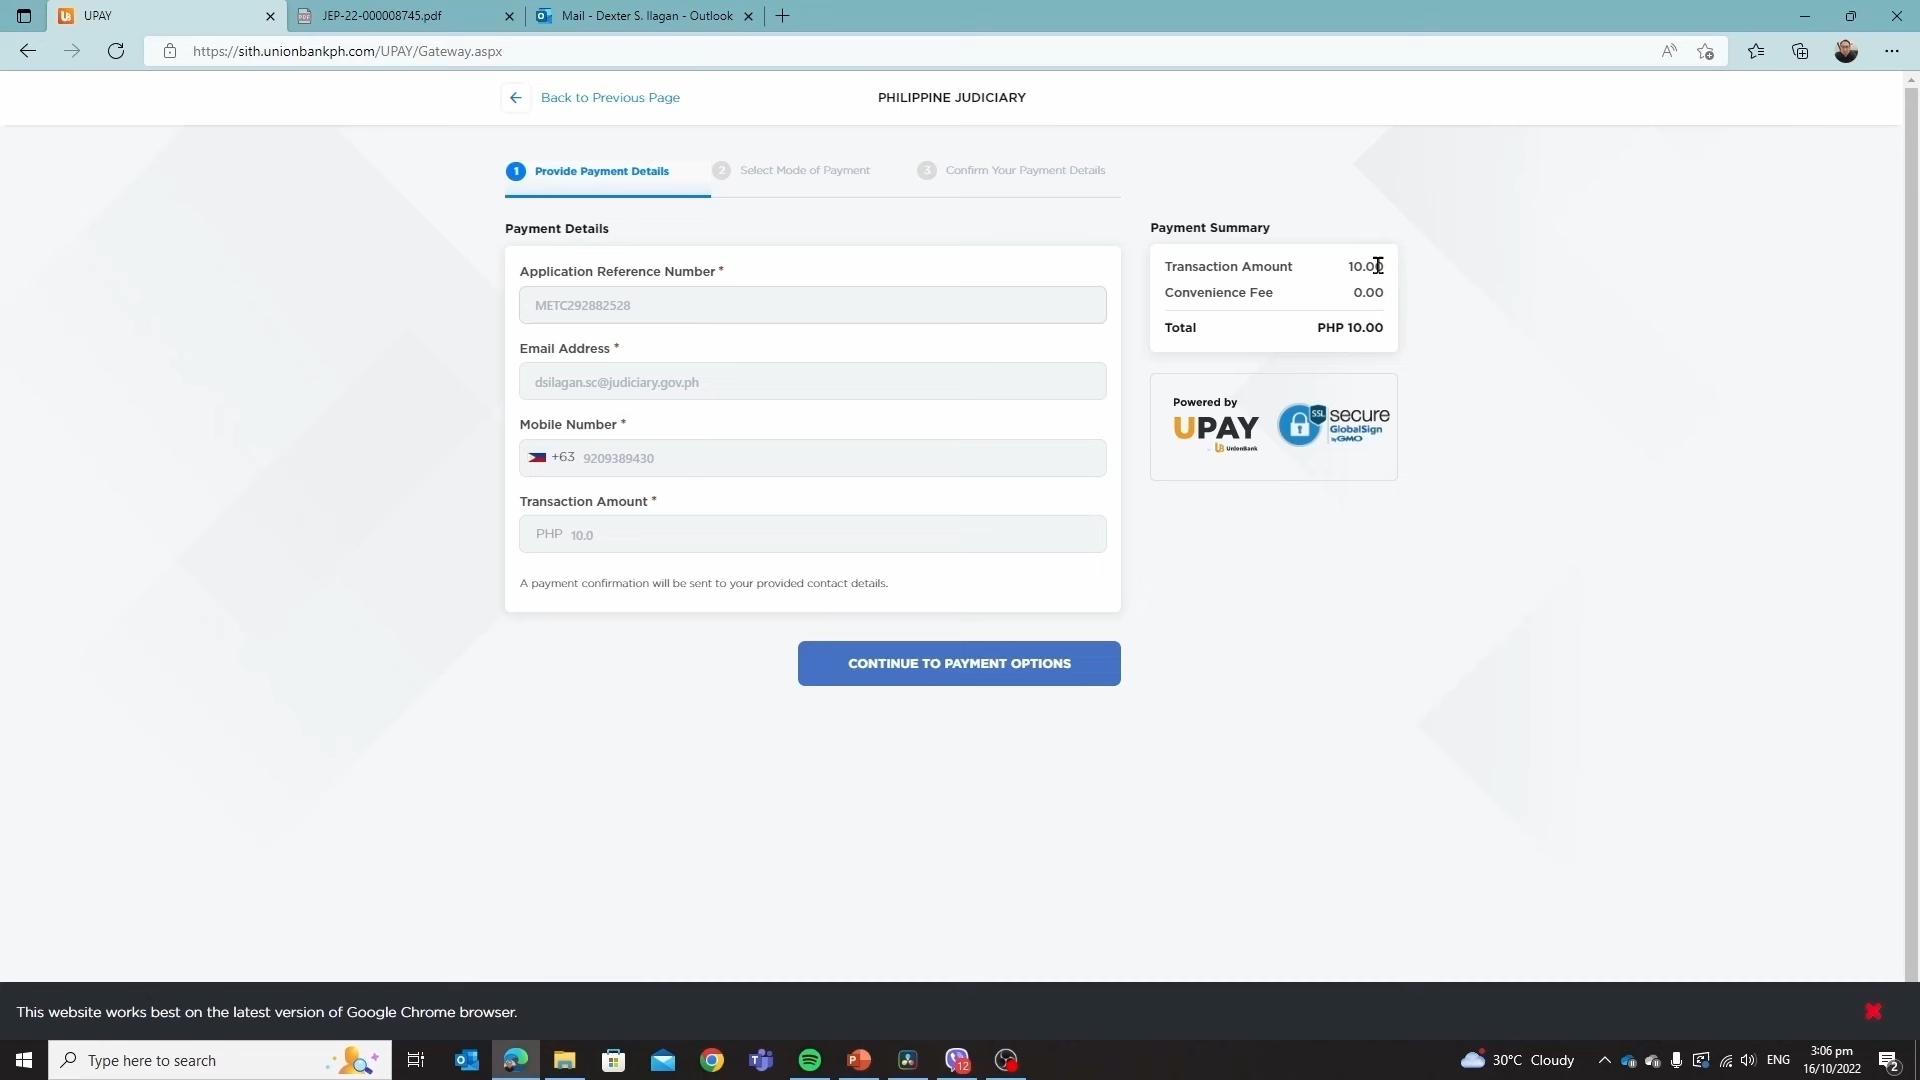 UPAY
JEP-22-000008745.pdf
Mail - Dexter S. Ilagan - Outlook
https://sith.unionbankph.com/UPAY/Gateway.aspx
Back to Previous Page
PHILIPPINE JUDICIARY
1 Provide Payment Details
2 Select Mode of Payment
3 Confirm Your Payment Details
Payment Details
Application Reference Number *
METC292882528
Email Address *
dsilagan.sc@judiciary.gov.ph
Mobile Number *
+63 9209389430
Transaction Amount *
PHP 10.0
A payment confirmation will be sent to your provided contact details.
CONTINUE TO PAYMENT OPTIONS
Payment Summary
Transaction Amount 10.00
Convenience Fee 0.00
Total PHP 10.00
Powered by
UPAY
UnionBank
SSL
secure
GlobalSign
by GMO
This website works best on the latest version of Google Chrome browser.
Type here to search
12
30°C Cloudy
ENG
3:06 pm
16/10/2022
2